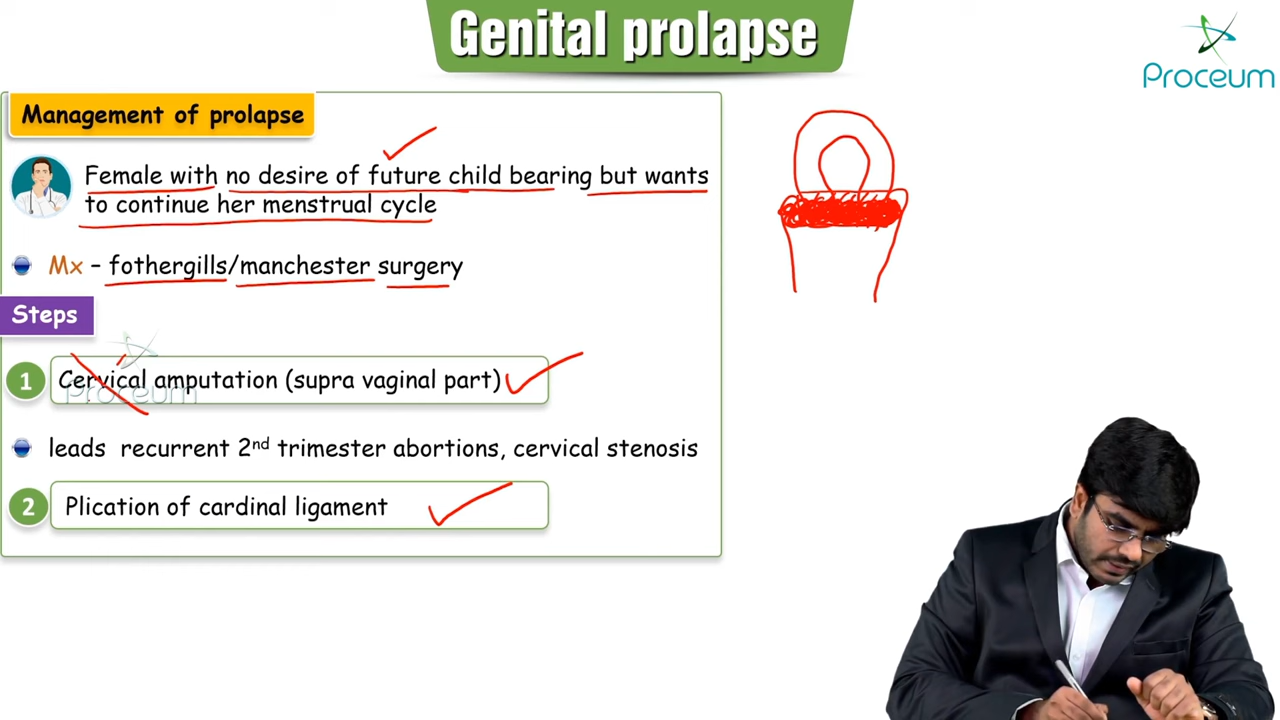 Genital prolapse
Proceum
Management of prolapse
Female with no desire of future child bearing but wants
to continue her menstrual cycle
Mx – fothergills/manchester surgery
Steps
1 Cervical amputation (supra vaginal part)
Proceum
leads recurrent 2nd trimester abortions, cervical stenosis
2 Plication of cardinal ligament